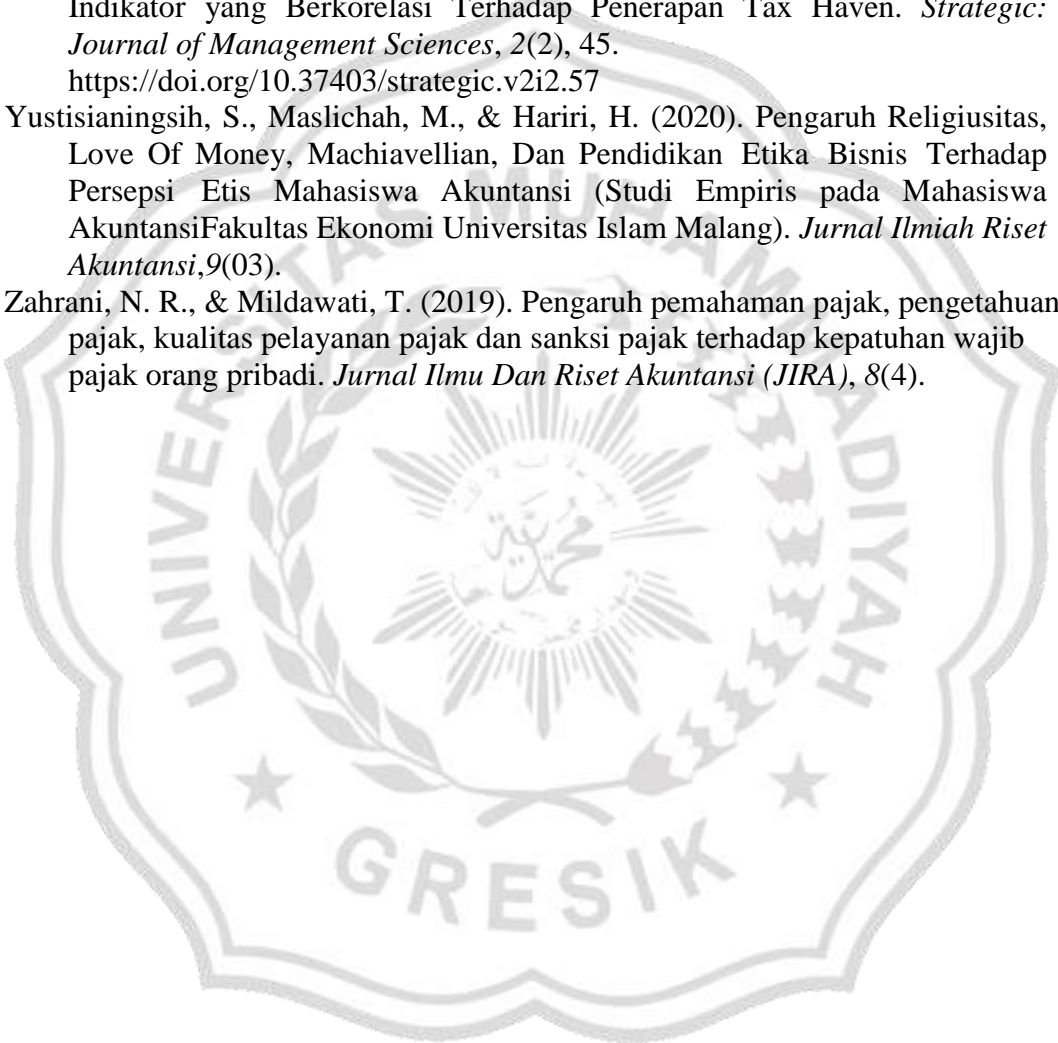 Indikator yang Berkorelasi Terhadap Penerapan Tax Haven. Strategic:
Journal of Management Sciences, 2(2), 45.
https://doi.org/10.37403/strategic.v2i2.57
Yustisianingsih, S., Maslichah, M., & Hariri, H. (2020). Pengaruh Religiusitas,
Love Of Money, Machiavellian, Dan Pendidikan Etika Bisnis Terhadap
Persepsi Etis Mahasiswa Akuntansi (Studi Empiris pada Mahasiswa
AkuntansiFakultas Ekonomi Universitas Islam Malang). Jurnal Ilmiah Riset
Akuntansi,9(03).
Zahrani, N. R., & Mildawati, T. (2019). Pengaruh pemahaman pajak, pengetahuan
pajak, kualitas pelayanan pajak dan sanksi pajak terhadap kepatuhan wajib
pajak orang pribadi. Jurnal Ilmu Dan Riset Akuntansi (JIRA), 8(4).
UNIVERSITAS MUHAMMADIYAH
محمد
GRESIK